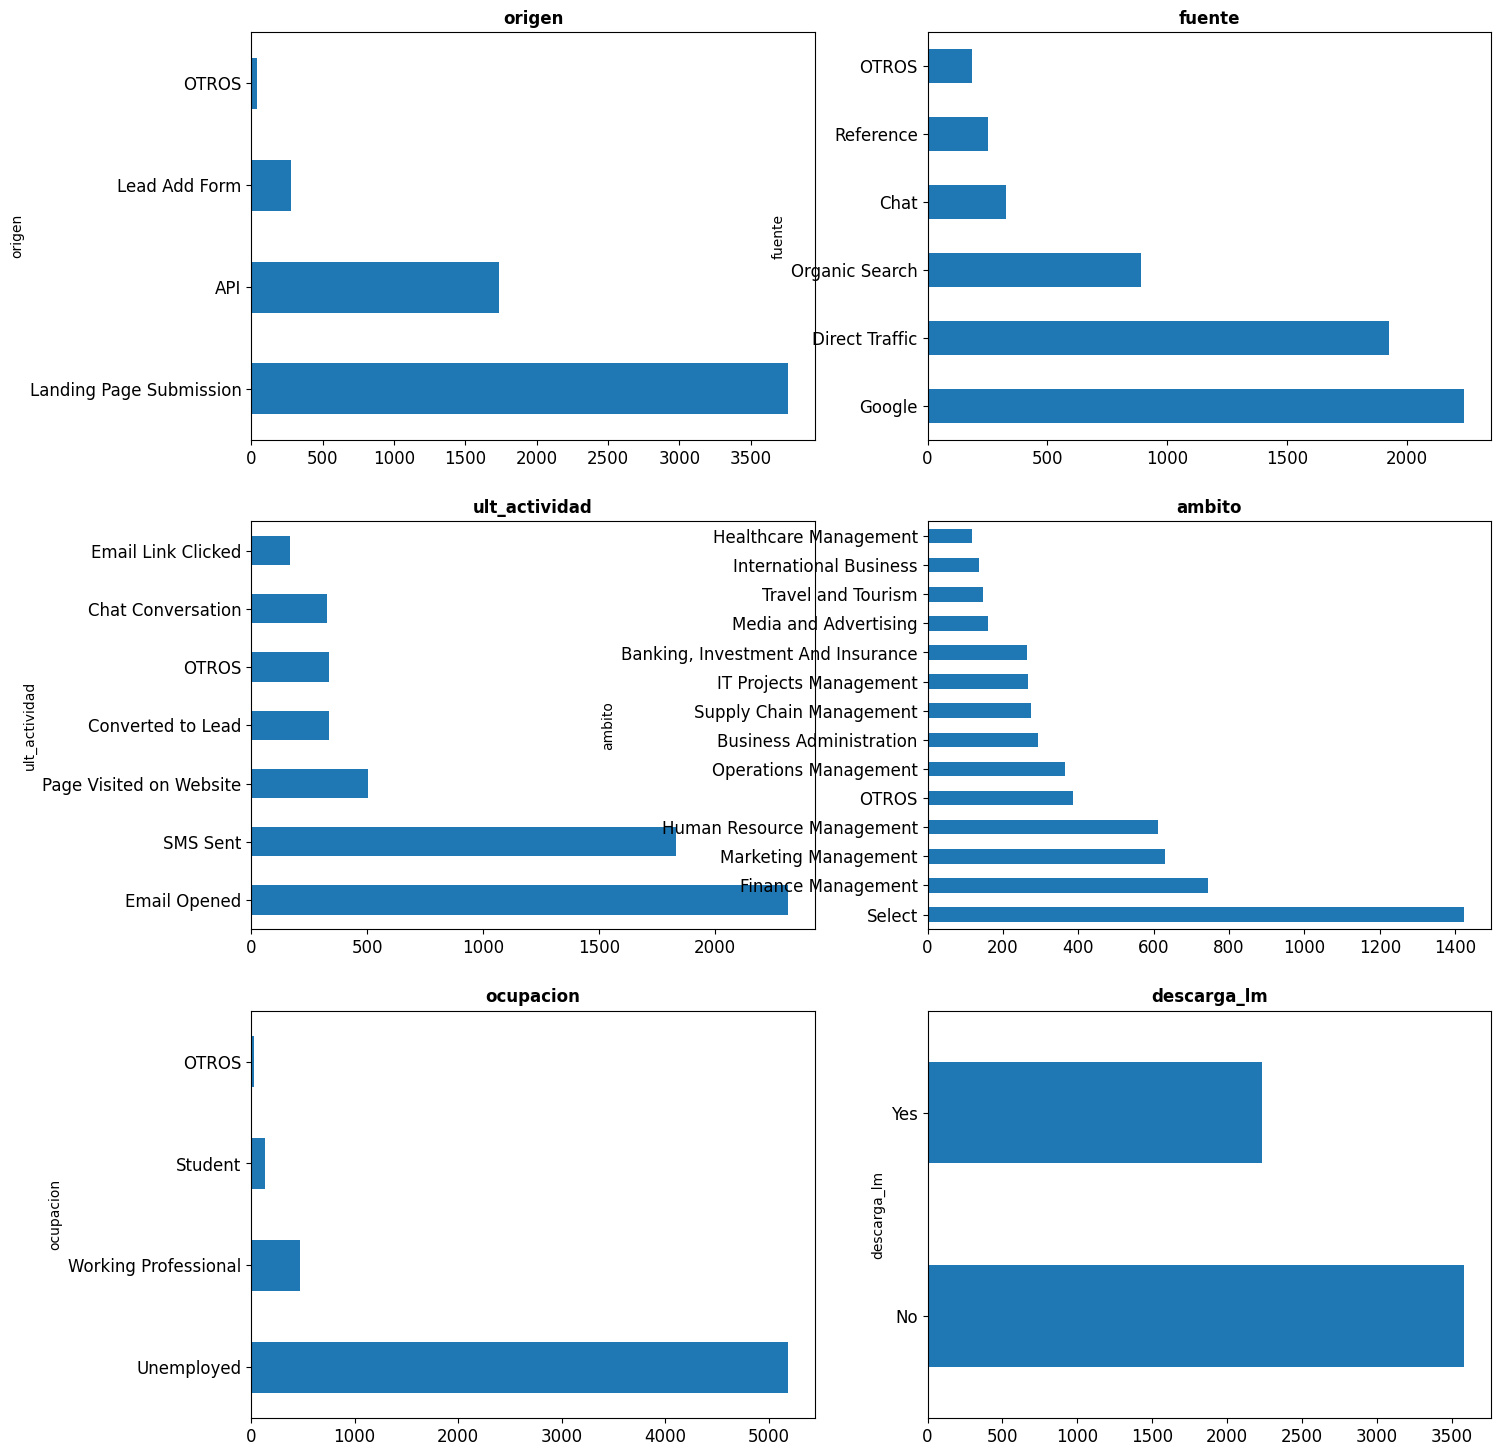 origen
OTROS
Lead Add Form
API
Landing Page Submission
origen
0 500 1000 1500 2000 2500 3000 3500
fuente
OTROS
Reference
Chat
Organic Search
Direct Traffic
Google
fuente
0 500 1000 1500 2000
ult_actividad
Email Link Clicked
Chat Conversation
OTROS
Converted to Lead
Page Visited on Website
SMS Sent
Email Opened
ult_actividad
0 500 1000 1500 2000
ambito
Healthcare Management
International Business
Travel and Tourism
Media and Advertising
Banking, Investment And Insurance
IT Projects Management
Supply Chain Management
Business Administration
Operations Management
OTROS
Human Resource Management
Marketing Management
Finance Management
Select
ambito
0 200 400 600 800 1000 1200 1400
ocupacion
OTROS
Student
Working Professional
Unemployed
ocupacion
0 1000 2000 3000 4000 5000
descarga_lm
Yes
No
descarga_lm
0 500 1000 1500 2000 2500 3000 3500